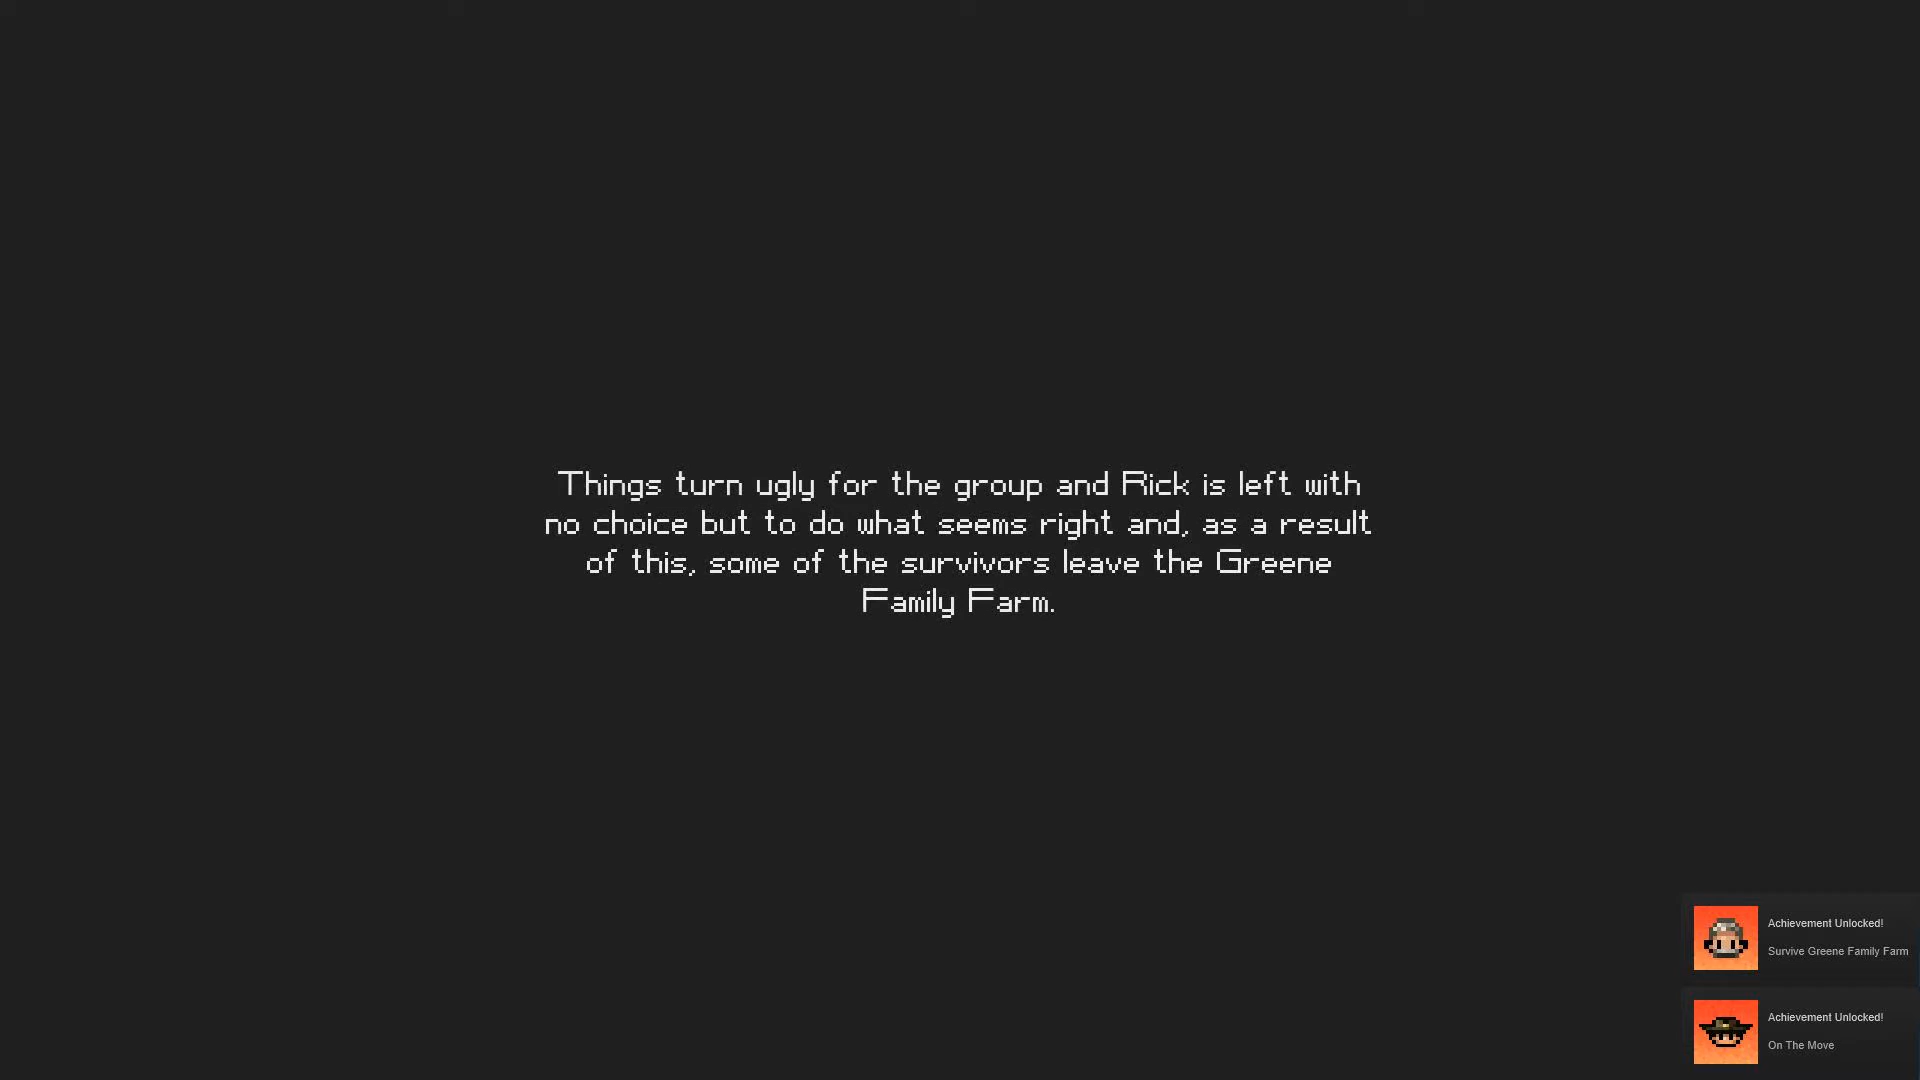 Things turn ugly for the group and Rick is left with
no choice but to do what seems right and, as a result
of this, some of the survivors leave the Greene
Family Farm.
Achievement Unlocked!
Survive Greene Family Farm
Achievement Unlocked!
On The Move